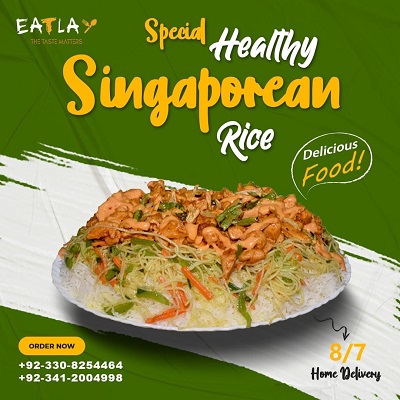 EATLAY
THE TASTE MATTERS
Special Healthy
Singaporean
Rice
Delicious
Food!
ORDER NOW
+92-330-8254464
+92-341-2004998
8/7
Home Delivery